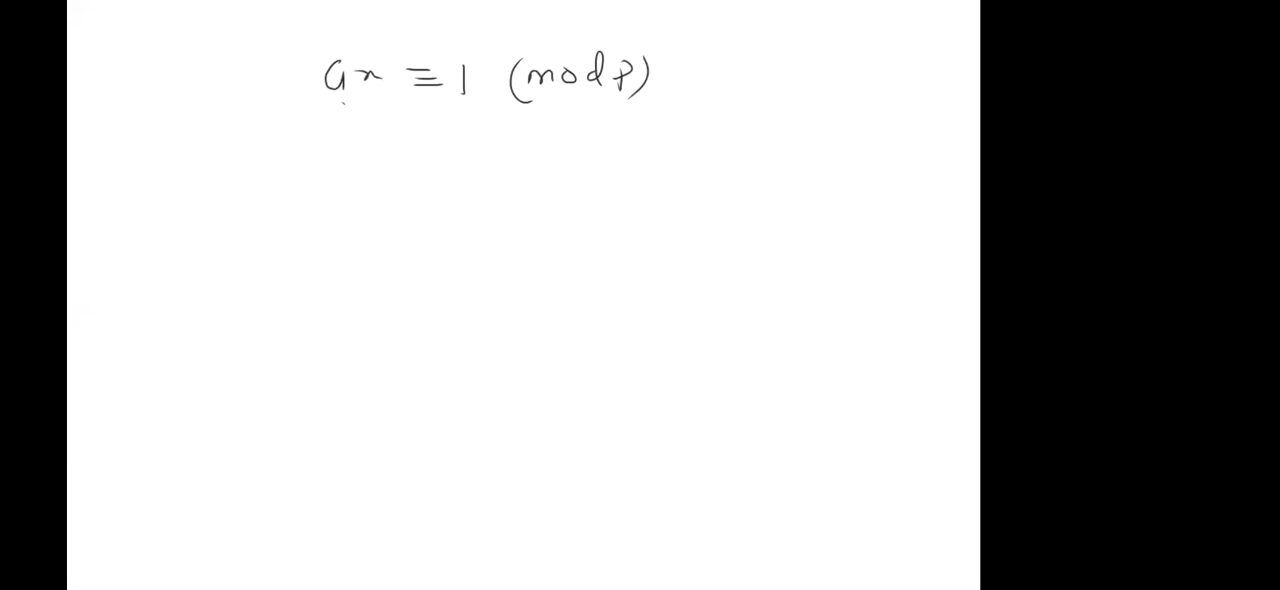 ax ≡ 1 (mod p)